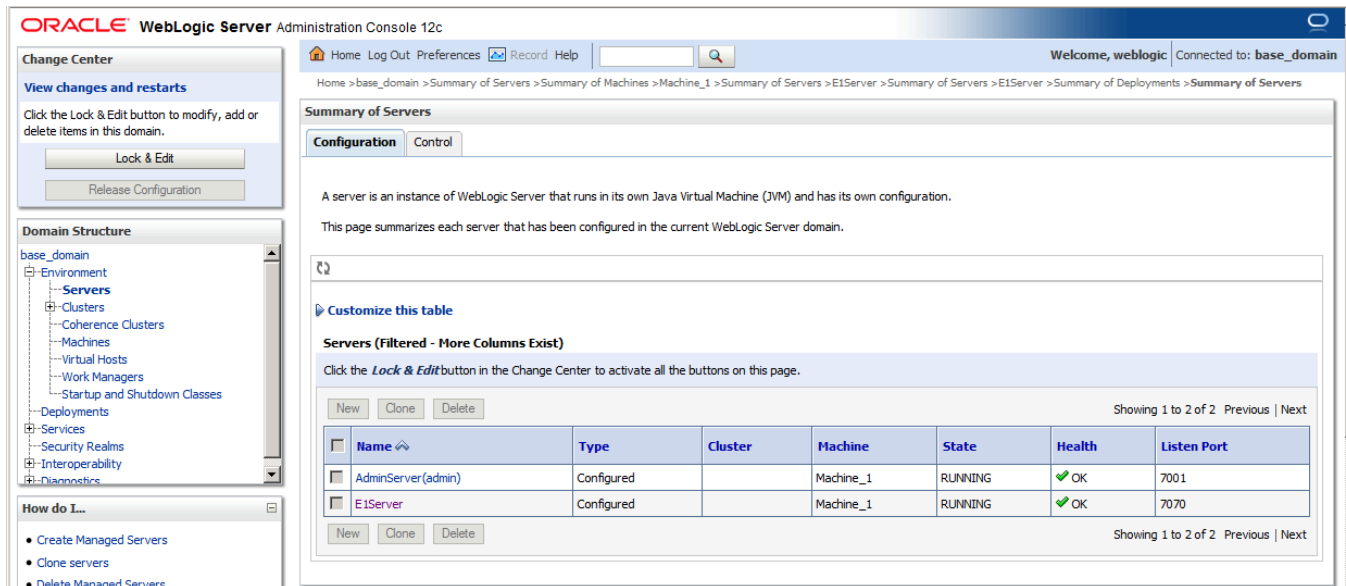 ORACLE WebLogic Server Administration Console 12c
Change Center
View changes and restarts
Click the Lock & Edit button to modify, add or
delete items in this domain.
Lock & Edit
Release Configuration
Domain Structure
base_domain
Environment
Servers
Clusters
Coherence Clusters
Machines
Virtual Hosts
Work Managers
Startup and Shutdown Classes
Deployments
Services
Security Realms
Interoperability
Diagnostics
How do I...
Create Managed Servers
Clone servers
Delete Managed Servers
Home Log Out Preferences Record Help
Welcome, weblogic Connected to: base_domain
Home >base_domain >Summary of Servers >Summary of Machines >Machine_1 >Summary of Servers >E1Server >Summary of Servers >E1Server >Summary of Deployments >Summary of Servers
Summary of Servers
Configuration Control
A server is an instance of WebLogic Server that runs in its own Java Virtual Machine (JVM) and has its own configuration.
This page summarizes each server that has been configured in the current WebLogic Server domain.
Customize this table
Servers (Filtered - More Columns Exist)
Click the Lock & Edit button in the Change Center to activate all the buttons on this page.
New Clone Delete Showing 1 to 2 of 2 Previous | Next
Name Type Cluster Machine State Health Listen Port
AdminServer(admin) Configured Machine_1 RUNNING OK 7001
E1Server Configured Machine_1 RUNNING OK 7070
New Clone Delete Showing 1 to 2 of 2 Previous | Next